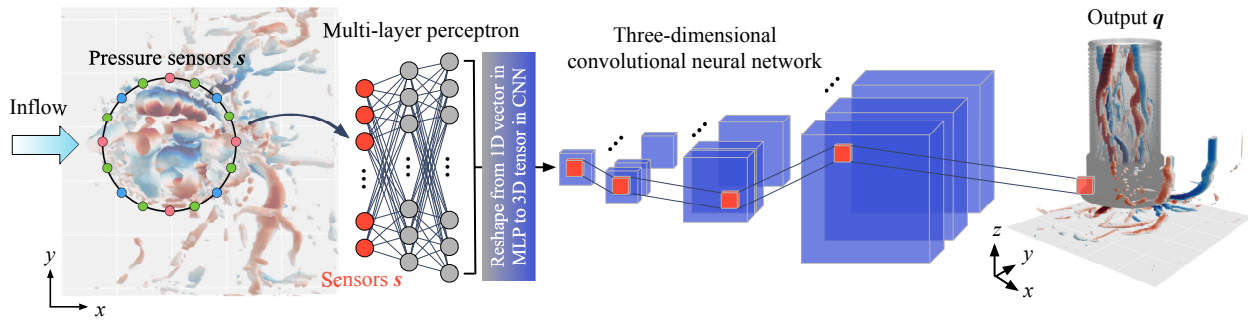 Pressure sensors s
Inflow
y
x
Multi-layer perceptron
Sensors s
Reshape from 1D vector in
MLP to 3D tensor in CNN
Three-dimensional
convolutional neural network
Output q
z
y
x